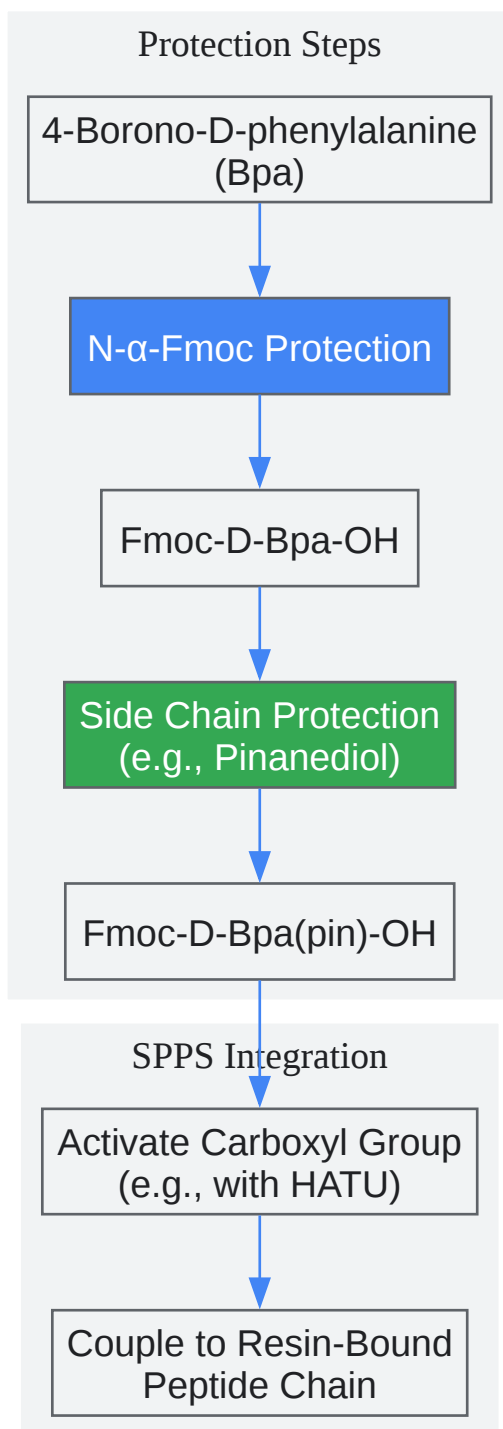 Protection Steps
4-Borono-D-phenylalanine
(Bpa)
N-α-Fmoc Protection
Fmoc-D-Bpa-OH
Side Chain Protection
(e.g., Pinanediol)
Fmoc-D-Bpa(pin)-OH
SPPS Integration
Activate Carboxyl Group
(e.g., with HATU)
Couple to Resin-Bound
Peptide Chain